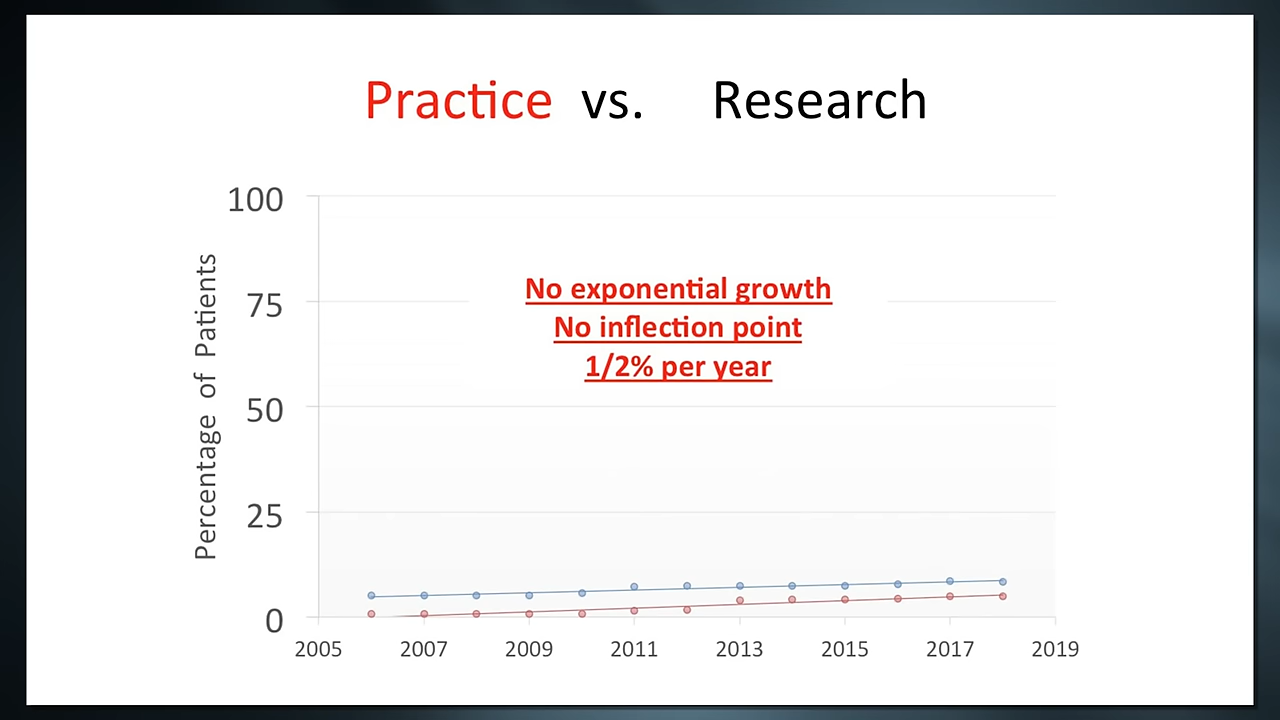 Practice vs. Research
No exponential growth
No inflection point
1/2% per year
Percentage of Patients
100
75
50
25
0
2005 2007 2009 2011 2013 2015 2017 2019